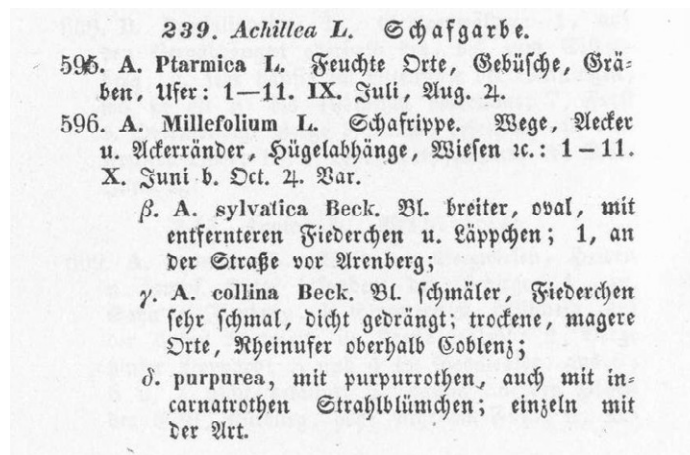 239. Achillea L. Schafgarbe.
595. A. Ptarmica L. Feuchte Orte, Gebüsche, Grä-
ben, Ufer: 1—11. IX. Juli, Aug. ♃.
596. A. Millefolium L. Schafrippe. Wege, Aecker
u. Ackerränder, Hügelabhänge, Wiesen ꝛc.: 1—11.
X. Juni b. Oct. ♃. Var.
β. A. sylvatica Beck. Bl. breiter, oval, mit
entfernteren Fiederchen u. Läppchen; 1, an
der Straße vor Arenberg;
γ. A. collina Beck. Bl. schmäler, Fiederchen
sehr schmal, dicht gedrängt; trockene, magere
Orte, Rheinufer oberhalb Coblenz;
δ. purpurea, mit purpurrothen, auch mit in-
carnatrothen Strahlblümchen; einzeln mit
der Art.